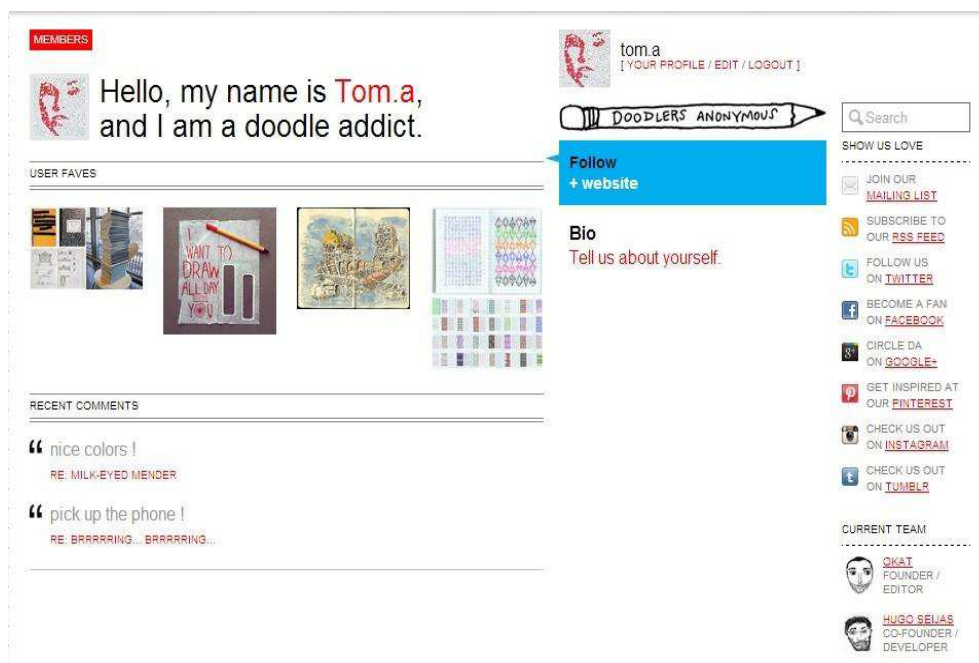 MEMBERS
Hello, my name is Tom.a,
and I am a doodle addict.
USER FAVES
I
WANT TO
DRAW
ALL DAY
YOU
RECENT COMMENTS
“ nice colors !
RE: MILK-EYED MENDER
“ pick up the phone !
RE: BRRRRRING... BRRRRRING...
tom.a
[ YOUR PROFILE / EDIT / LOGOUT ]
DOODLERS ANONYMOUS
Follow
+ website
Bio
Tell us about yourself.
Search
SHOW US LOVE
JOIN OUR
MAILING LIST
SUBSCRIBE TO
OUR RSS FEED
FOLLOW US
ON TWITTER
BECOME A FAN
ON FACEBOOK
CIRCLE DA
ON GOOGLE+
GET INSPIRED AT
OUR PINTEREST
CHECK US OUT
ON INSTAGRAM
CHECK US OUT
ON TUMBLR
CURRENT TEAM
OKAT
FOUNDER /
EDITOR
HUGO SEIJAS
CO-FOUNDER /
DEVELOPER